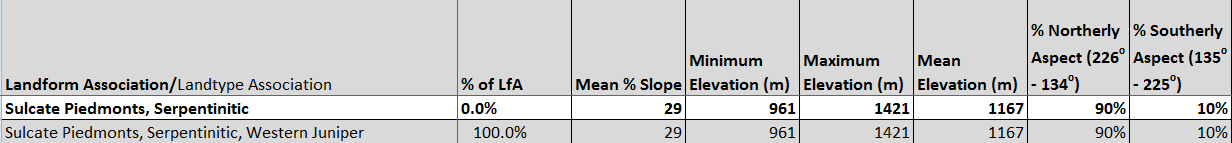 Landform Association/Landtype Association | % of LfA | Mean % Slope | Minimum Elevation (m) | Maximum Elevation (m) | Mean Elevation (m) | % Northerly Aspect (226° - 134°) | % Southerly Aspect (135° - 225°)
Sulcate Piedmonts, Serpentinitic | 0.0% | 29 | 961 | 1421 | 1167 | 90% | 10%
Sulcate Piedmonts, Serpentinitic, Western Juniper | 100.0% | 29 | 961 | 1421 | 1167 | 90% | 10%